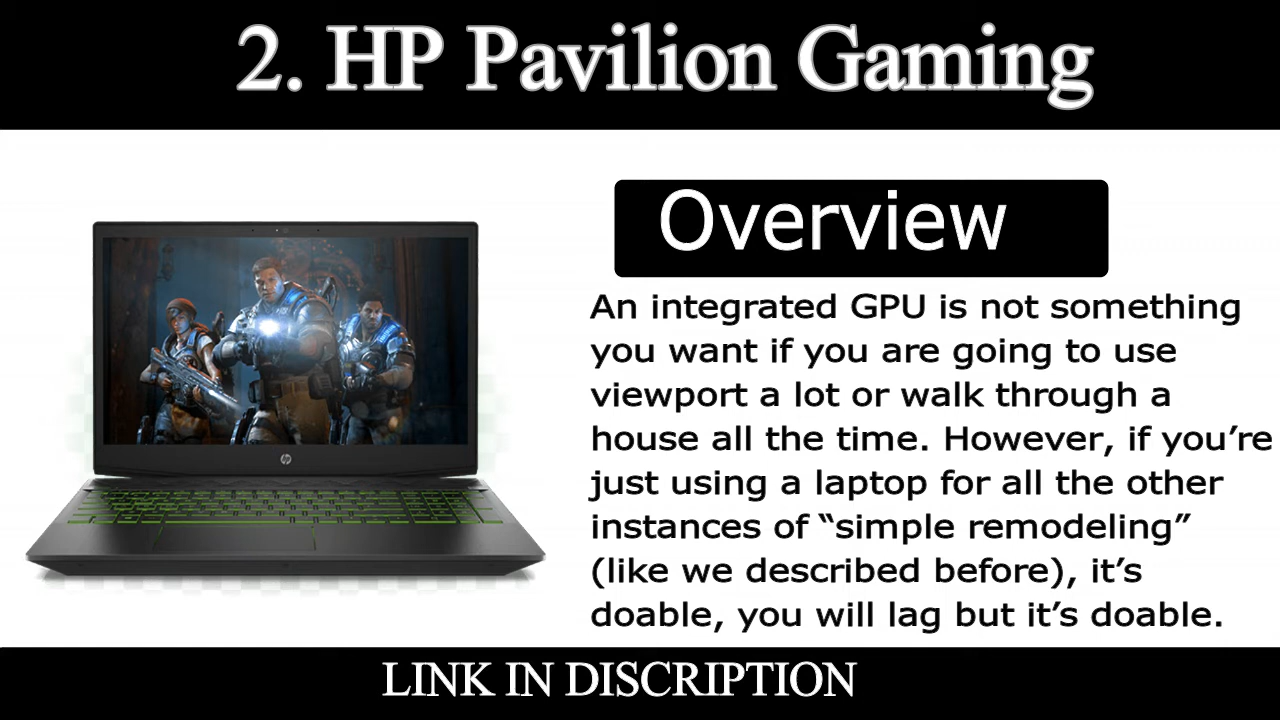 2. HP Pavilion Gaming
Overview
An integrated GPU is not something
you want if you are going to use
viewport a lot or walk through a
house all the time. However, if you’re
just using a laptop for all the other
instances of “simple remodeling”
(like we described before), it’s
doable, you will lag but it’s doable.
hp
LINK IN DISCRIPTION